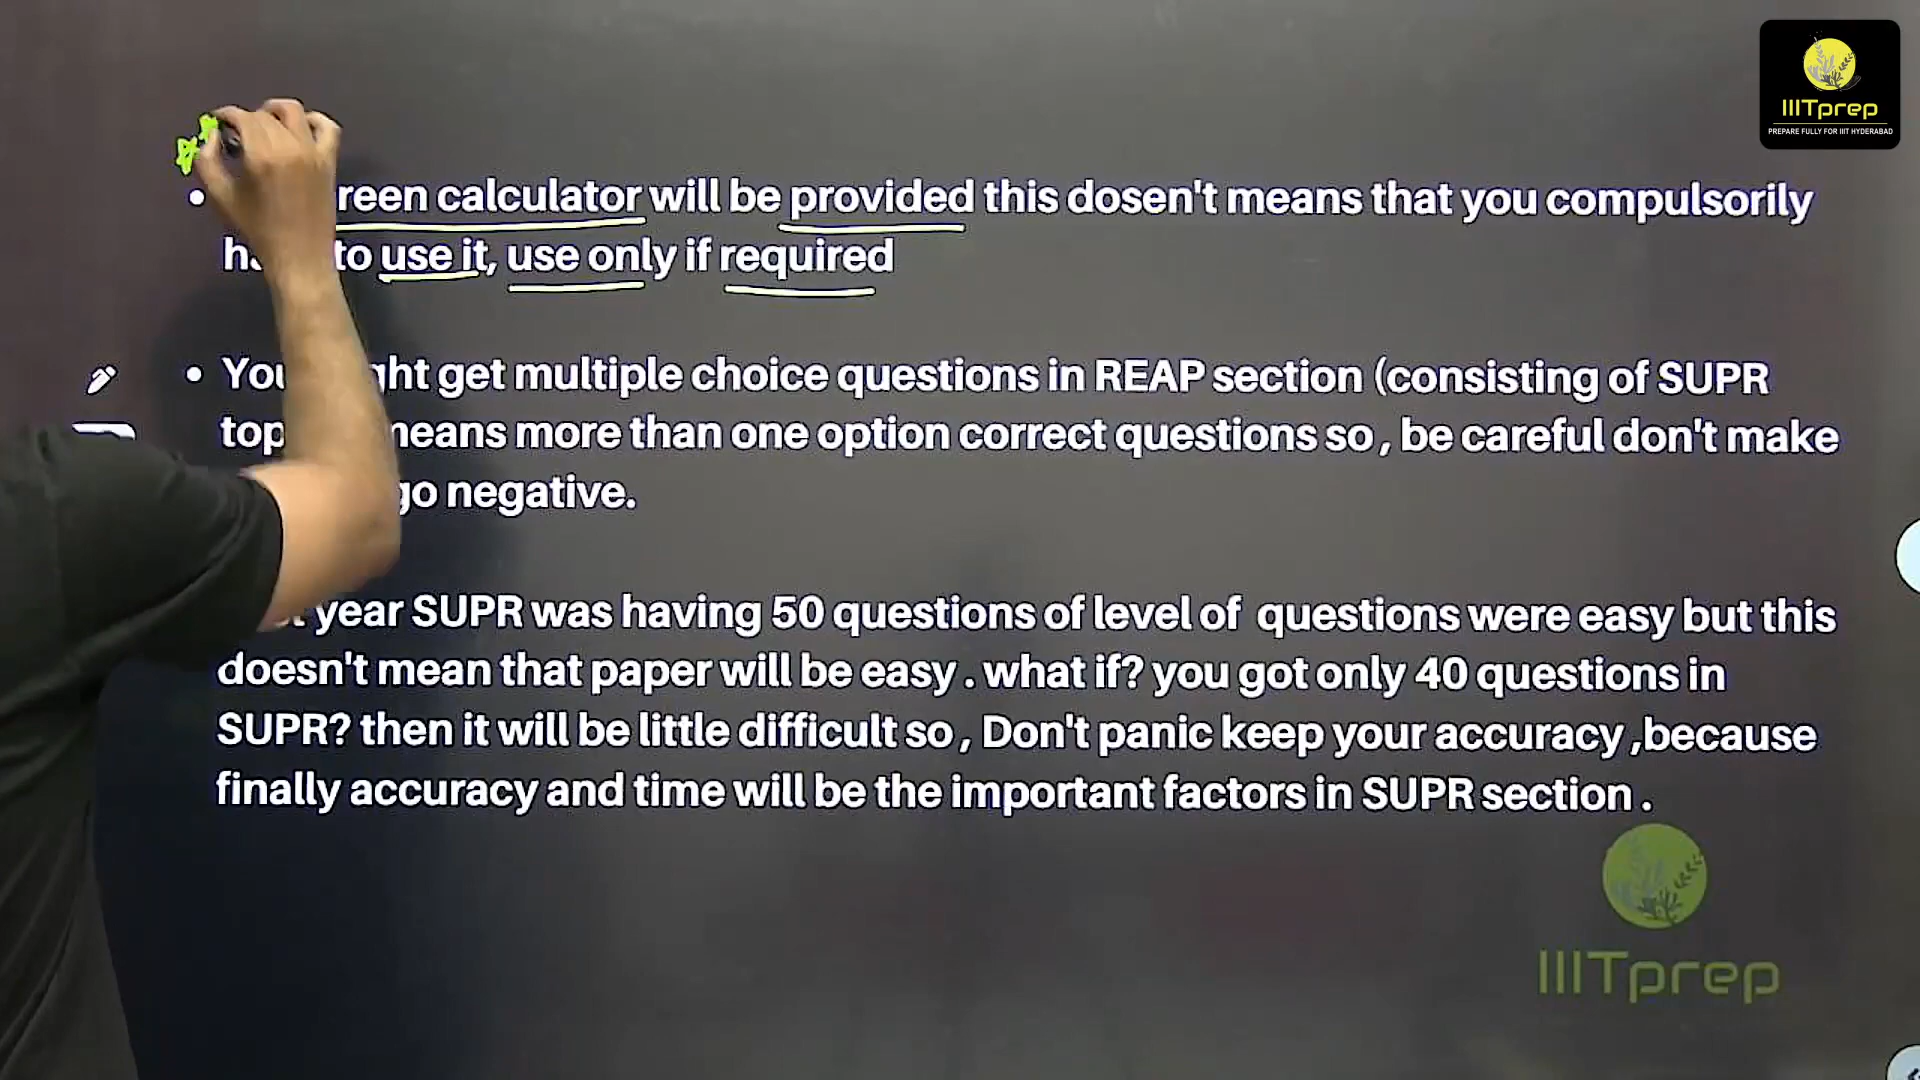 IIITprep
PREPARE FULLY FOR IIIT HYDERABAD
calculator will be provided this dosen't means that you compulsorily
to use it, use only if required
get multiple choice questions in REAP section (consisting of SUPR
means more than one option correct questions so , be careful don't make
go negative.
year SUPR was having 50 questions of level of questions were easy but this
doesn't mean that paper will be easy . what if? you got only 40 questions in
SUPR? then it will be little difficult so , Don't panic keep your accuracy ,because
finally accuracy and time will be the important factors in SUPR section .
IIITprep